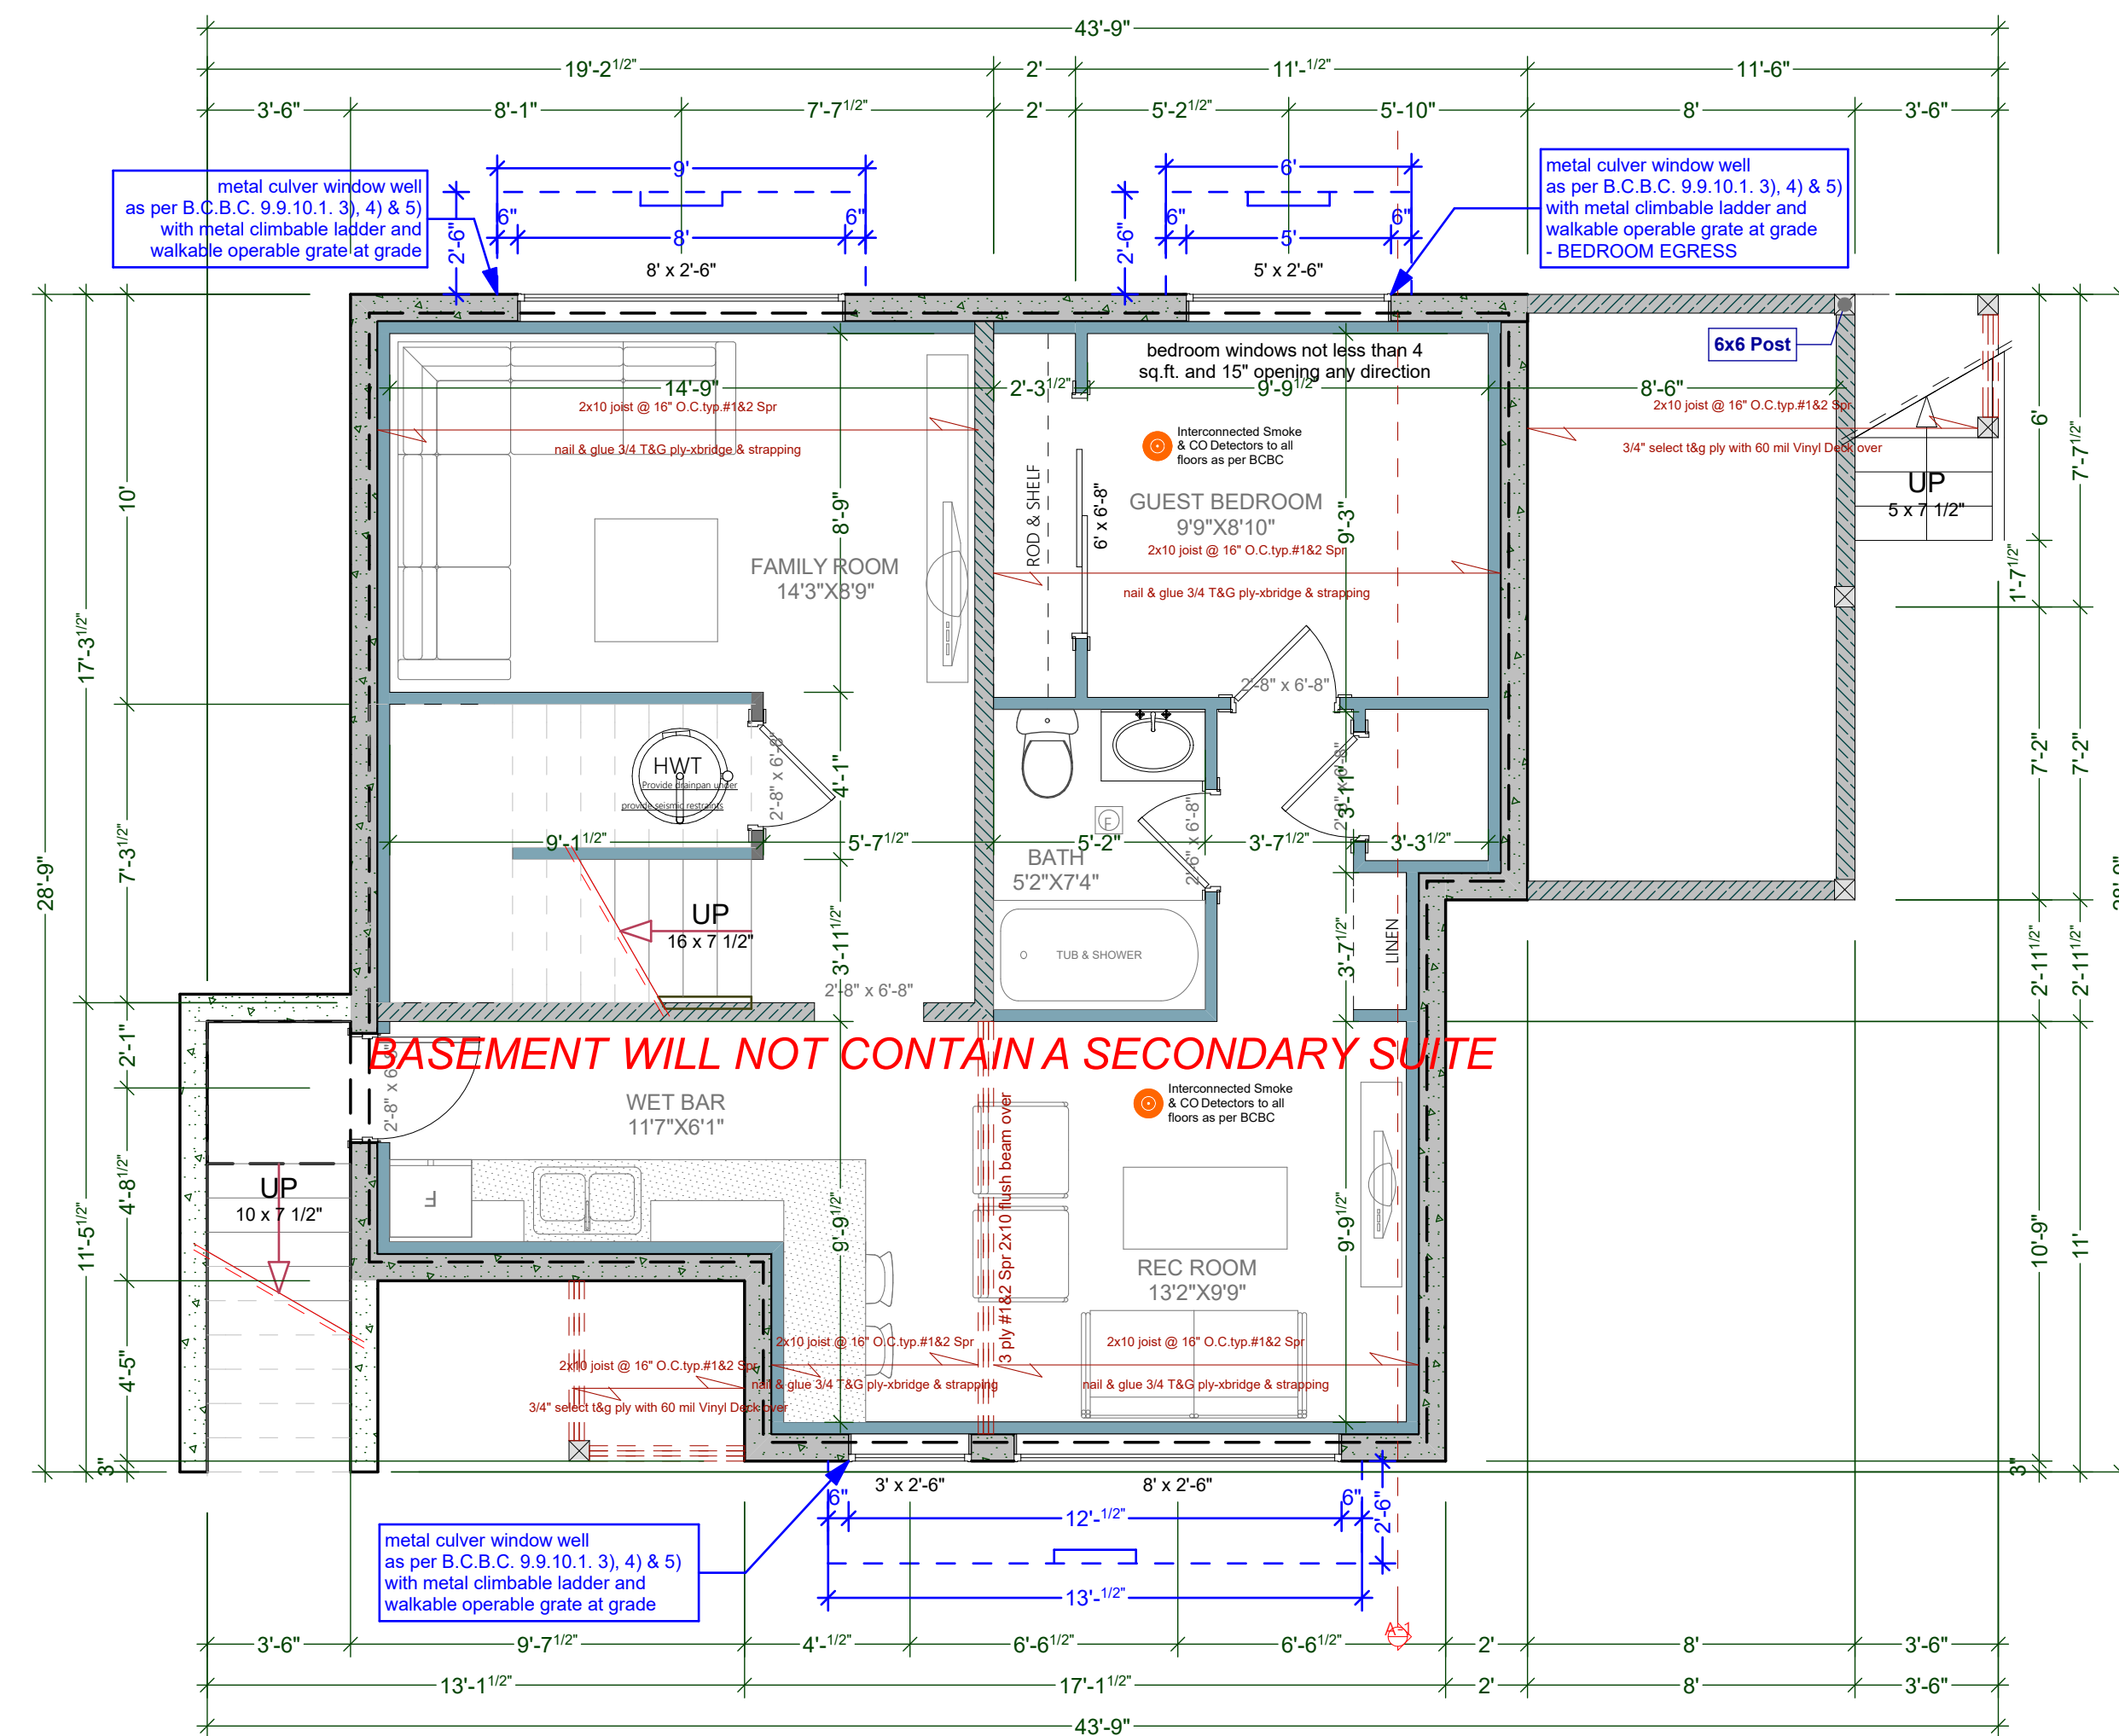 43'-9"
19'-2 1/2"
2'
11'- 1/2"
11'-6"
3'-6"
8'-1"
7'-7 1/2"
2'
5'-2 1/2"
5'-10"
8'
3'-6"
metal culver window well
as per B.C.B.C. 9.9.10.1. 3), 4) & 5)
with metal climbable ladder and
walkable operable grate at grade
9'
6"
6"
8'
2'-6"
8' x 2'-6"
6'
6"
6"
5'
2'-6"
5' x 2'-6"
metal culver window well
as per B.C.B.C. 9.9.10.1. 3), 4) & 5)
with metal climbable ladder and
walkable operable grate at grade
- BEDROOM EGRESS
6x6 Post
bedroom windows not less than 4
sq.ft. and 15" opening any direction
14'-9"
2'-3 1/2"
9'-9 1/2"
8'-6"
2x10 joist @ 16" O.C.typ.#1&2 Spr
nail & glue 3/4 T&G ply-xbridge & strapping
2x10 joist @ 16" O.C.typ.#1&2 Spr
3/4" select t&g ply with 60 mil Vinyl Deck over
Interconnected Smoke
& CO Detectors to all
floors as per BCBC
ROD & SHELF
6' x 6'-8"
GUEST BEDROOM
9'9"X8'10"
2x10 joist @ 16" O.C.typ.#1&2 Spr
nail & glue 3/4 T&G ply-xbridge & strapping
8'-9"
9'-3"
FAMILY ROOM
14'3"X8'9"
UP
5 x 7 1/2"
6'
7'-7 1/2"
1'-7 1/2"
10'
17'-3 1/2"
28'-9"
7'-3 1/2"
2'-8" x 6'-8"
HWT
Provide drainpan under
provide seismic restraints
2'-8" x 6'-8"
4'-1"
2'-8" x 6'-8"
3'-11"
7'-2"
7'-2"
9'-1 1/2"
5'-7 1/2"
5'-2"
3'-7 1/2"
3'-3 1/2"
F
2'-6" x 6'-8"
BATH
5'2"X7'4"
UP
16 x 7 1/2"
3'-11 1/2"
TUB & SHOWER
3'-7 1/2"
LINEN
2'-11 1/2"
2'-11 1/2"
2'-8" x 6'-8"
BASEMENT WILL NOT CONTAIN A SECONDARY SUITE
2'-1"
2'-8" x 6'-8"
WET BAR
11'7"X6'1"
Interconnected Smoke
& CO Detectors to all
floors as per BCBC
3 ply #1&2 Spr 2x10 flush beam over
UP
10 x 7 1/2"
F
4'-8 1/2"
11'-5 1/2"
9'-9 1/2"
9'-9 1/2"
REC ROOM
13'2"X9'9"
10'-9"
11'
4'-5"
2x10 joist @ 16" O.C.typ.#1&2 Spr
2x10 joist @ 16" O.C.typ.#1&2 Spr
2x10 joist @ 16" O.C.typ.#1&2 Spr
nail & glue 3/4 T&G ply-xbridge & strapping
nail & glue 3/4 T&G ply-xbridge & strapping
3/4" select t&g ply with 60 mil Vinyl Deck over
3"
3"
3' x 2'-6"
8' x 2'-6"
6"
12'- 1/2"
6"
2'-6"
13'- 1/2"
metal culver window well
as per B.C.B.C. 9.9.10.1. 3), 4) & 5)
with metal climbable ladder and
walkable operable grate at grade
3'-6"
9'-7 1/2"
4'- 1/2"
6'-6 1/2"
6'-6 1/2"
2'
8'
3'-6"
13'-1 1/2"
17'-1 1/2"
2'
8'
3'-6"
43'-9"